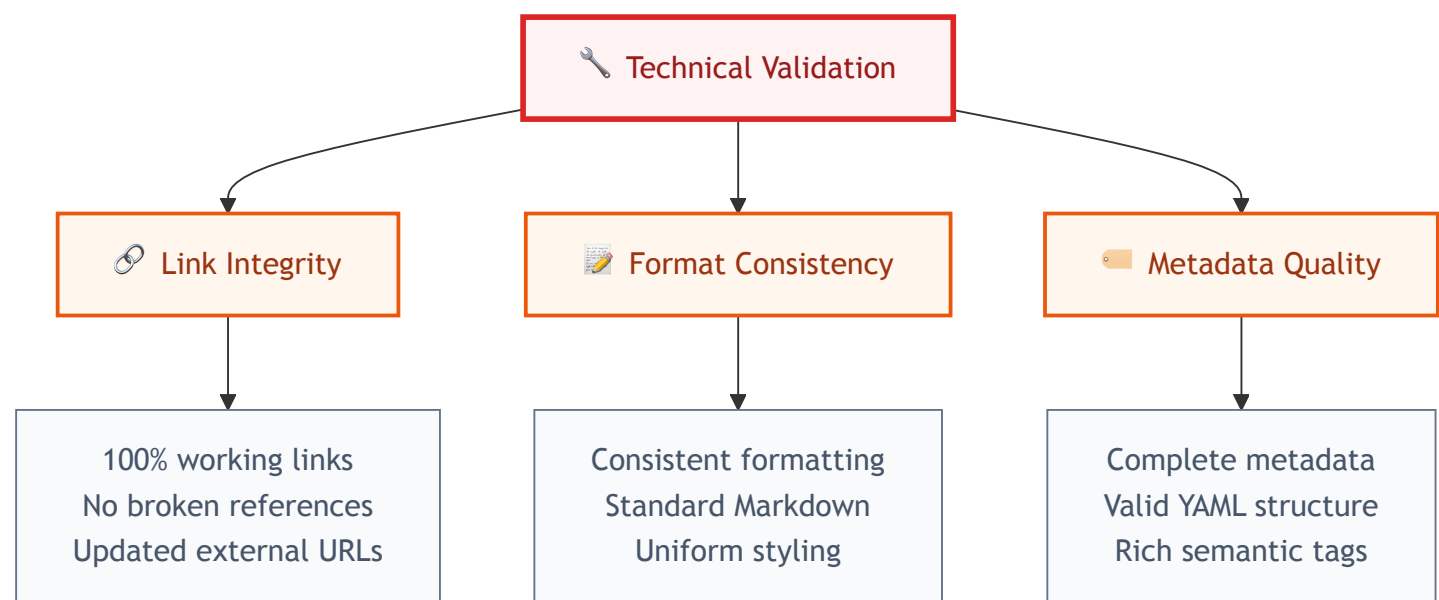 Technical Validation
Link Integrity
Format Consistency
Metadata Quality
100% working links
No broken references
Updated external URLs
Consistent formatting
Standard Markdown
Uniform styling
Complete metadata
Valid YAML structure
Rich semantic tags